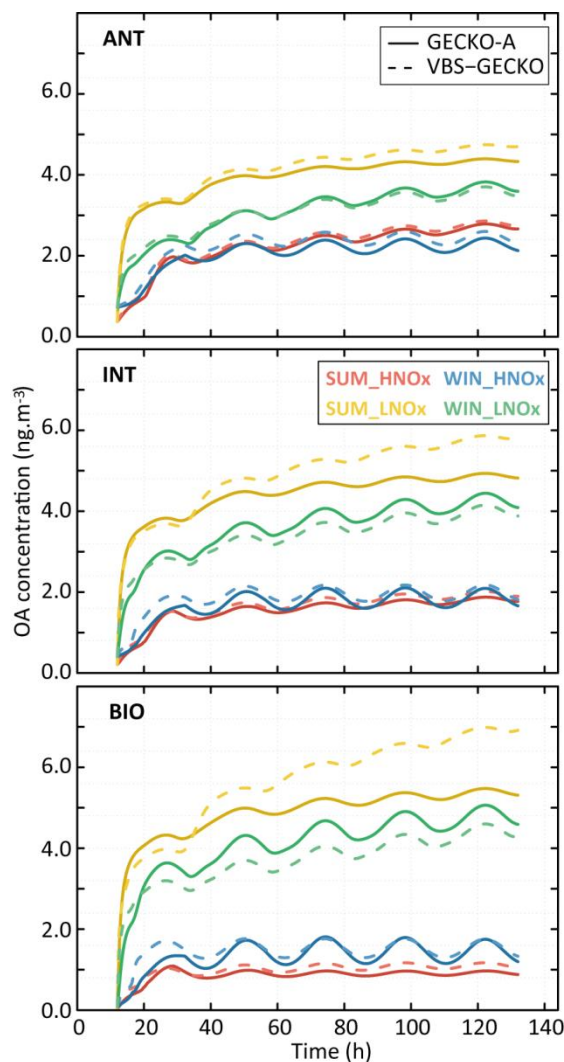 ANT
GECKO-A
VBS–GECKO
6.0
4.0
2.0
0.0
INT
SUM_HNOx WIN_HNOx
SUM_LNOx WIN_LNOx
6.0
4.0
2.0
0.0
OA concentration (ng.m⁻³)
BIO
6.0
4.0
2.0
0.0
0 20 40 60 80 100 120 140
Time (h)